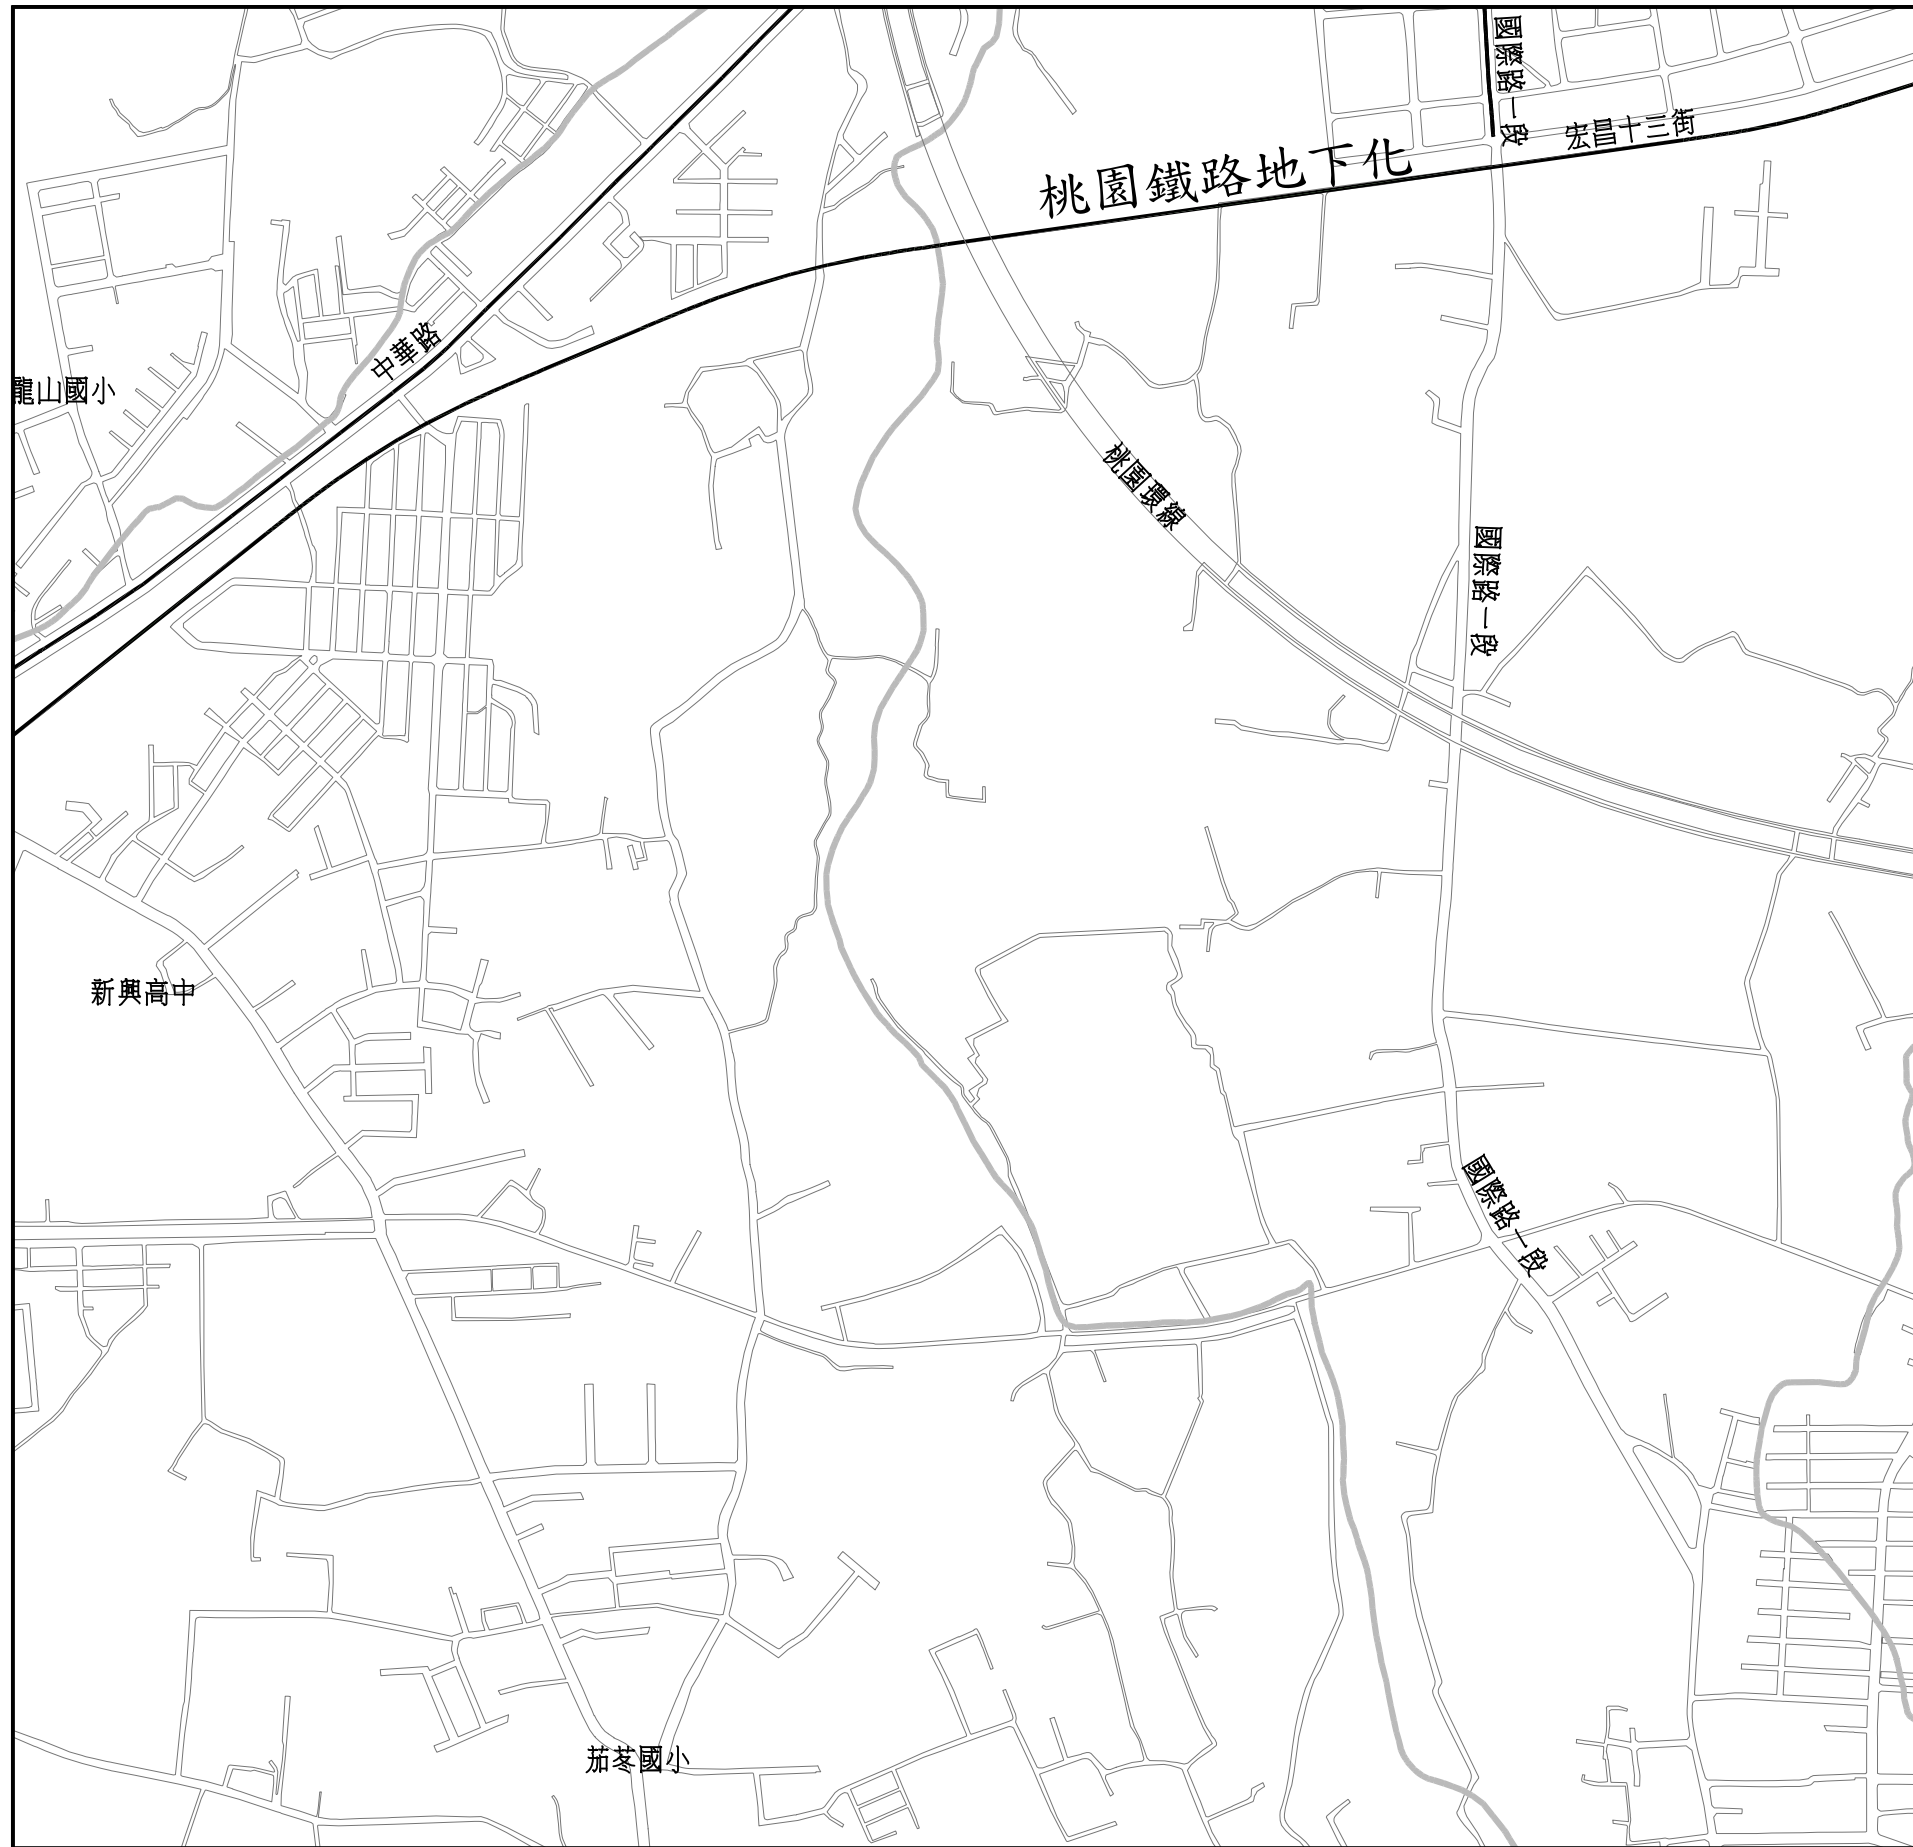 國際路一段
宏昌十三街
桃園鐵路地下化
中華路
龍山國小
桃園環線
國際路一段
新興高中
國際路一段
茄苳國小